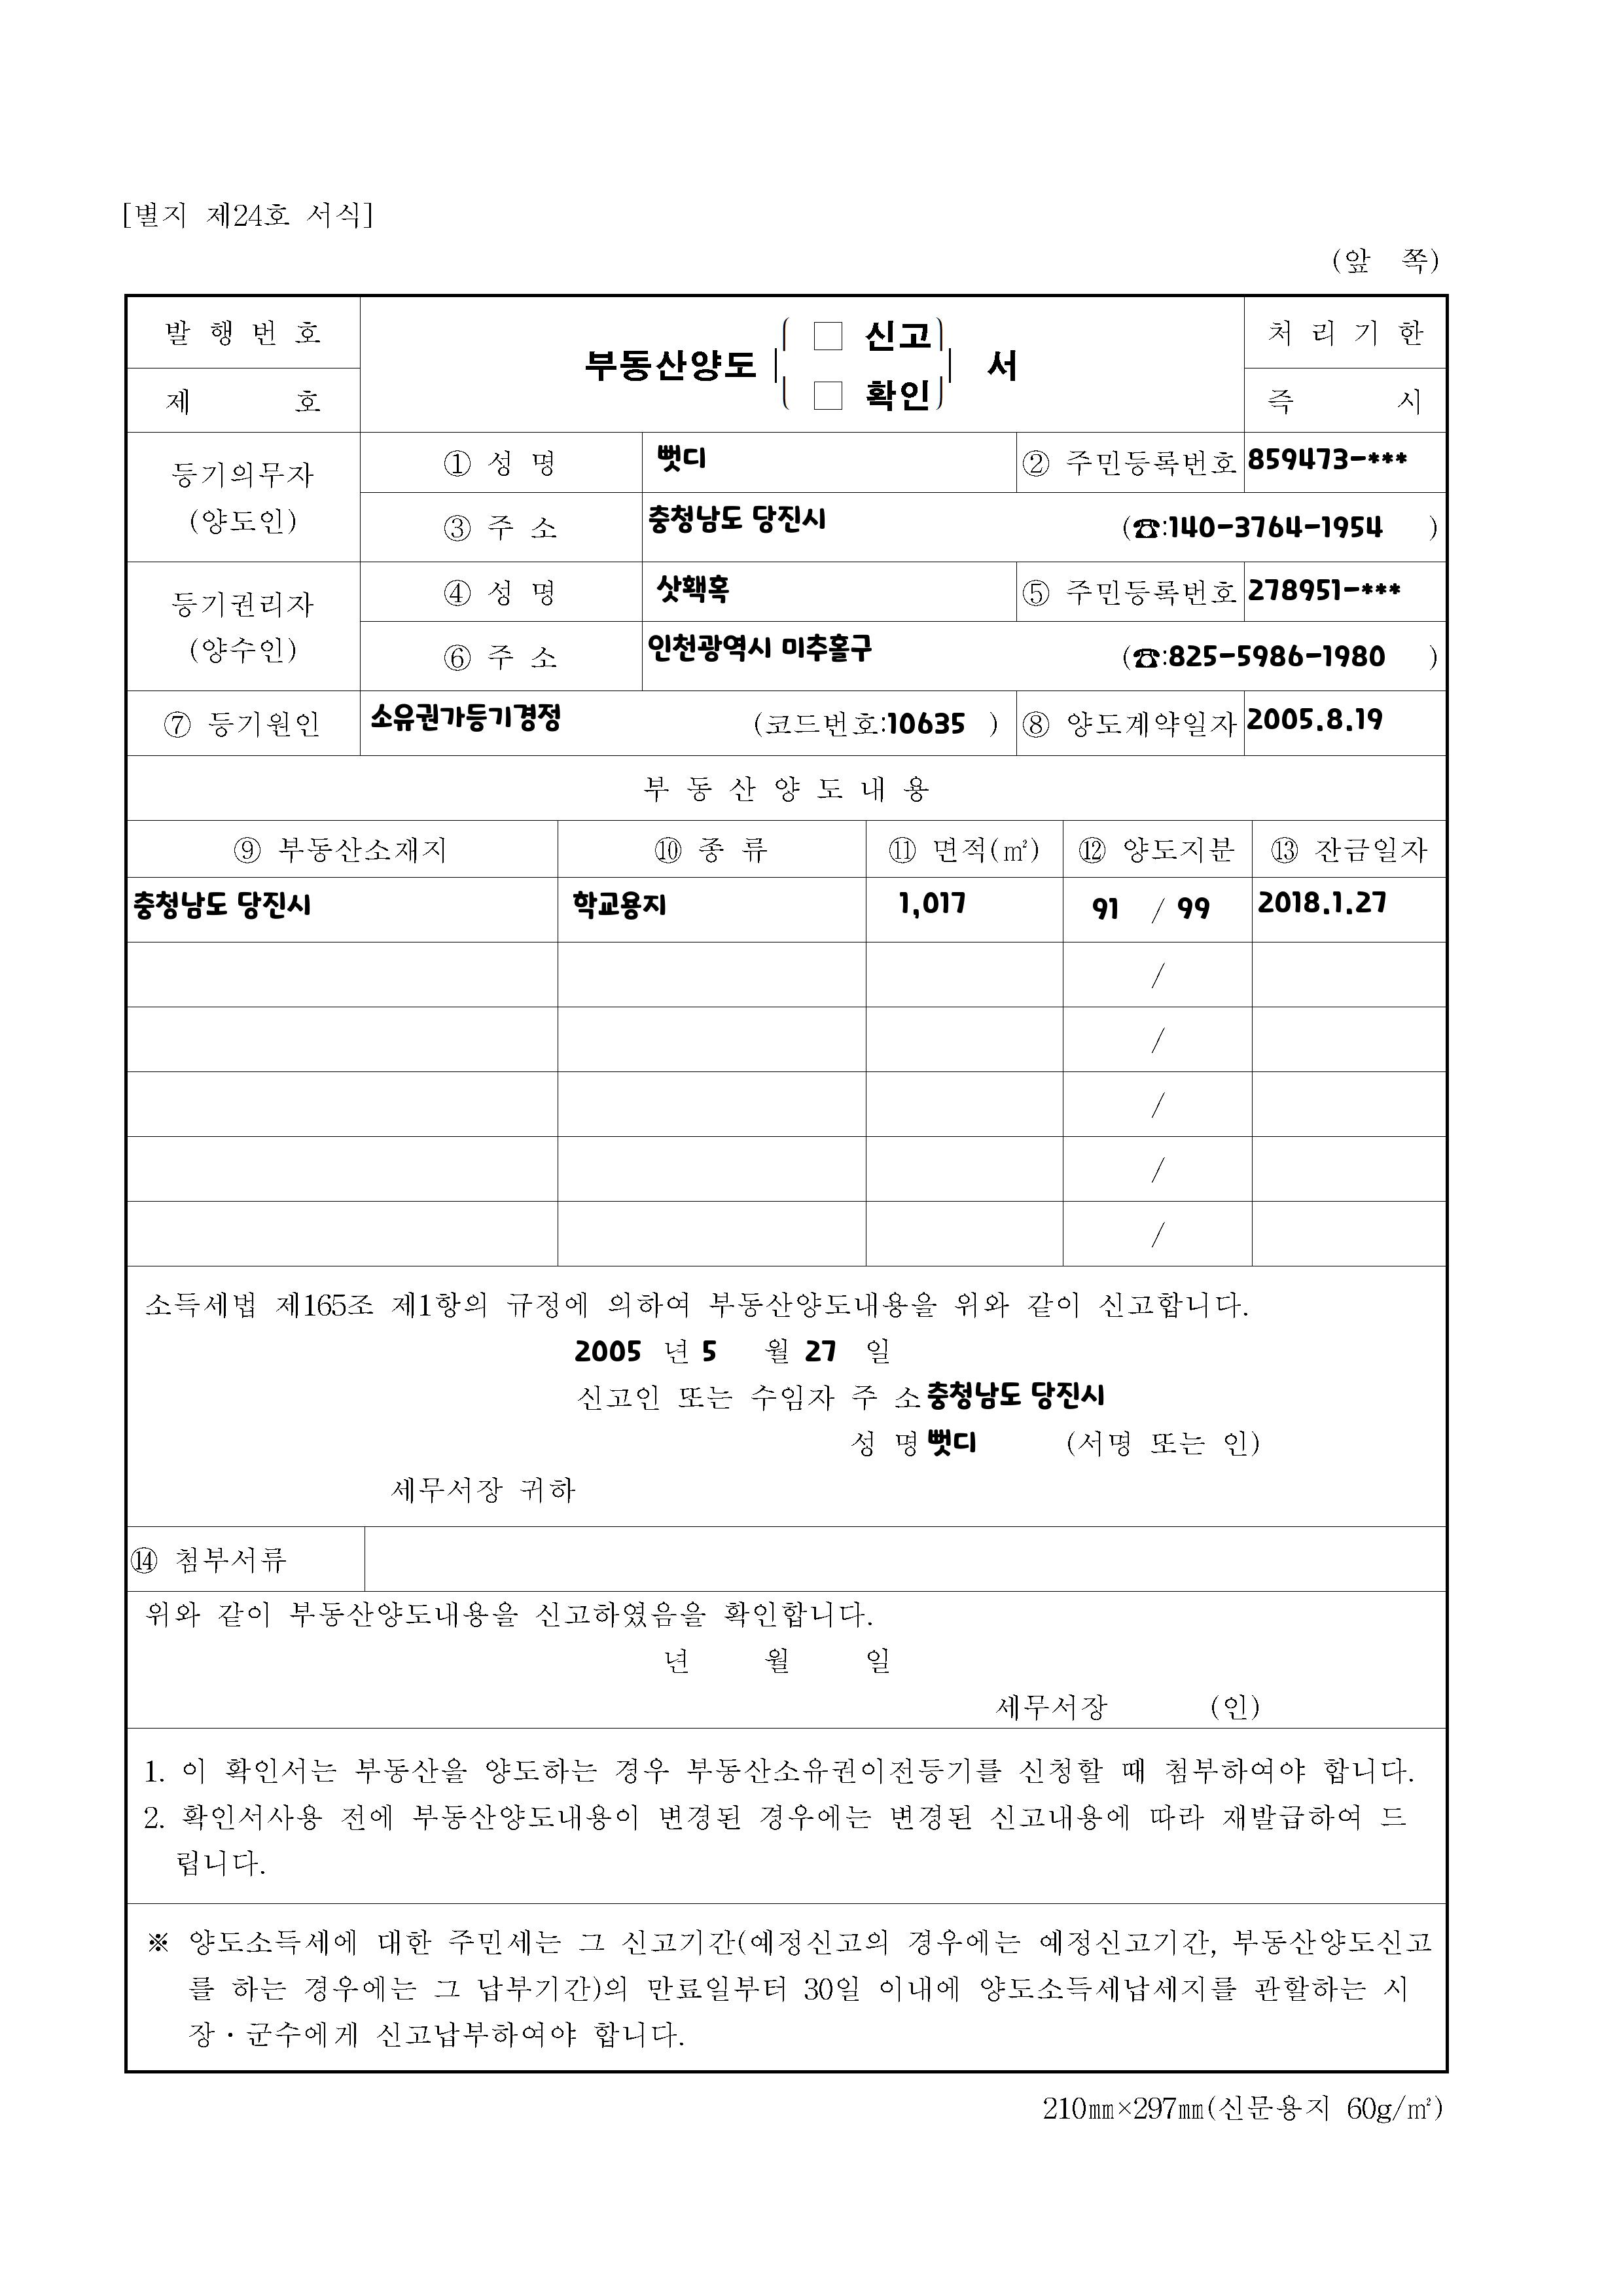 [별지 제24호 서식]
(앞 쪽)
발 행 번 호
제 호
부동산양도 □ 신고 □ 확인 서
처 리 기 한
즉 시
등기의무자
(양도인)
① 성 명 뻣디 ② 주민등록번호 859473-***
③ 주 소 충청남도 당진시 (☎:140-3764-1954 )
등기권리자
(양수인)
④ 성 명 삿홱혹 ⑤ 주민등록번호 278951-***
⑥ 주 소 인천광역시 미추홀구 (☎:825-5986-1980 )
⑦ 등기원인 소유권가등기경정 (코드번호:10635 ) ⑧ 양도계약일자 2005.8.19
부 동 산 양 도 내 용
⑨ 부동산소재지 ⑩ 종 류 ⑪ 면적(㎡) ⑫ 양도지분 ⑬ 잔금일자
충청남도 당진시 학교용지 1,017 91 / 99 2018.1.27
/
/
/
/
/
소득세법 제165조 제1항의 규정에 의하여 부동산양도내용을 위와 같이 신고합니다.
2005 년 5 월 27 일
신고인 또는 수임자 주 소 충청남도 당진시
성 명 뻣디 (서명 또는 인)
세무서장 귀하
⑭ 첨부서류
위와 같이 부동산양도내용을 신고하였음을 확인합니다.
년 월 일
세무서장 (인)
1. 이 확인서는 부동산을 양도하는 경우 부동산소유권이전등기를 신청할 때 첨부하여야 합니다.
2. 확인서사용 전에 부동산양도내용이 변경된 경우에는 변경된 신고내용에 따라 재발급하여 드
립니다.
※ 양도소득세에 대한 주민세는 그 신고기간(예정신고의 경우에는 예정신고기간, 부동산양도신고
를 하는 경우에는 그 납부기간)의 만료일부터 30일 이내에 양도소득세납세지를 관할하는 시
장·군수에게 신고납부하여야 합니다.
210㎜×297㎜(신문용지 60g/㎡)